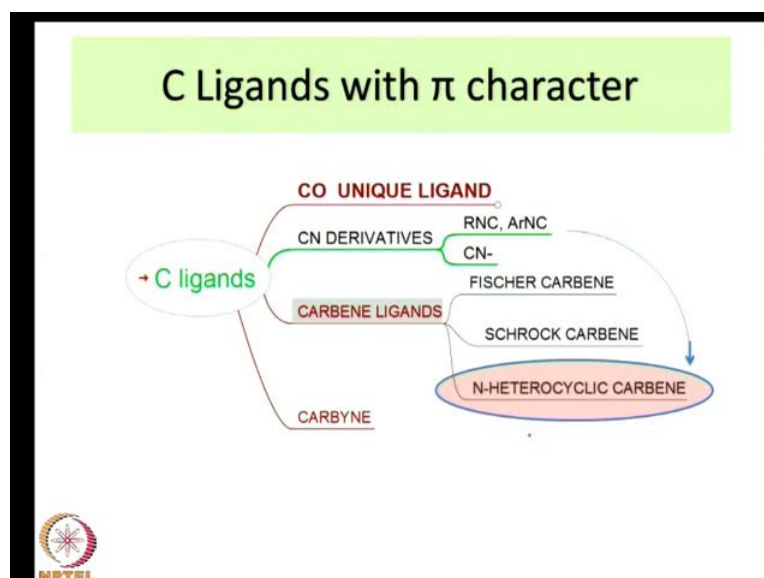 C Ligands with π character
CO UNIQUE LIGAND
CN DERIVATIVES
RNC, ArNC
CN-
C ligands
CARBENE LIGANDS
FISCHER CARBENE
SCHROCK CARBENE
N-HETEROCYCLIC CARBENE
CARBYNE
NPTEL